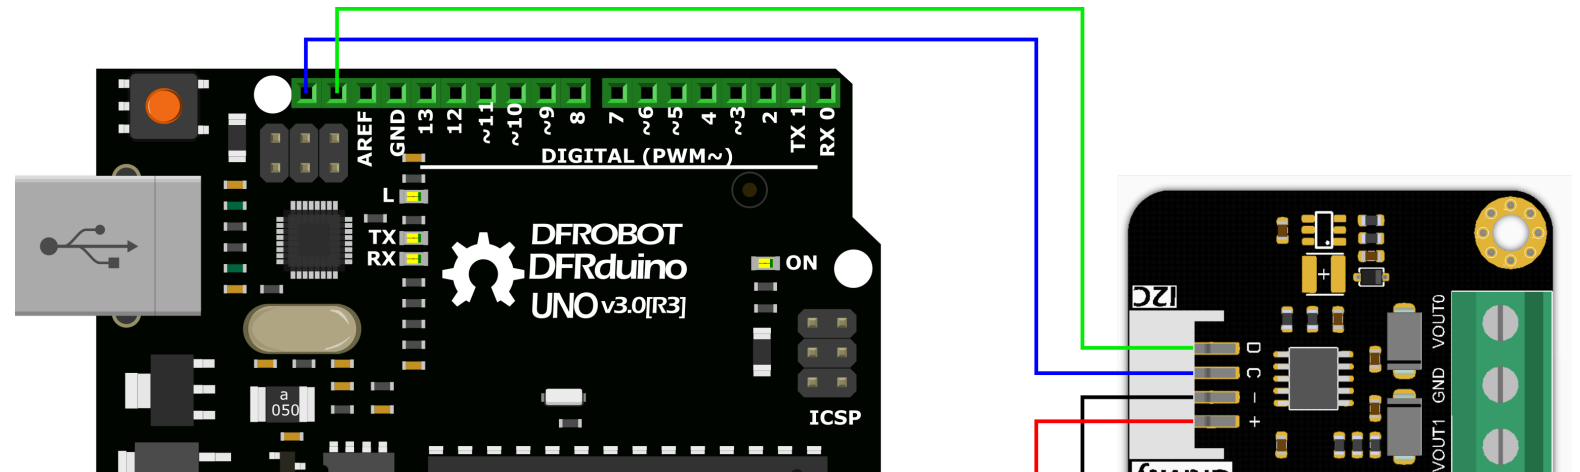 AREF
GND
13
12
~11
~10
~9
8
7
~6
~5
4
~3
2
TX 1
RX 0
DIGITAL (PWM~)
L
TX
RX
DFROBOT
DFRduino
UNO v3.0[R3]
ON
ICSP
a
050
I2C
D
C
-
+
+
VOUT0
GND
VOUT1